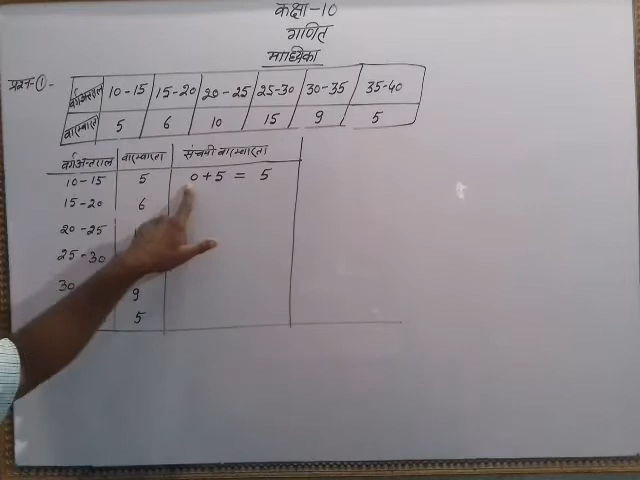 कक्षा-10
गणित
माध्यिका
प्रश्न-①-
वर्गअन्तराल 10-15 15-20 20-25 25-30 30-35 35-40
बारम्बारता 5 6 10 15 9 5
वर्गअन्तराल बारम्बारता संचयी बारम्बारता
10-15 5 0+5 = 5
15-20 6
20-25
25-30
30 9
5